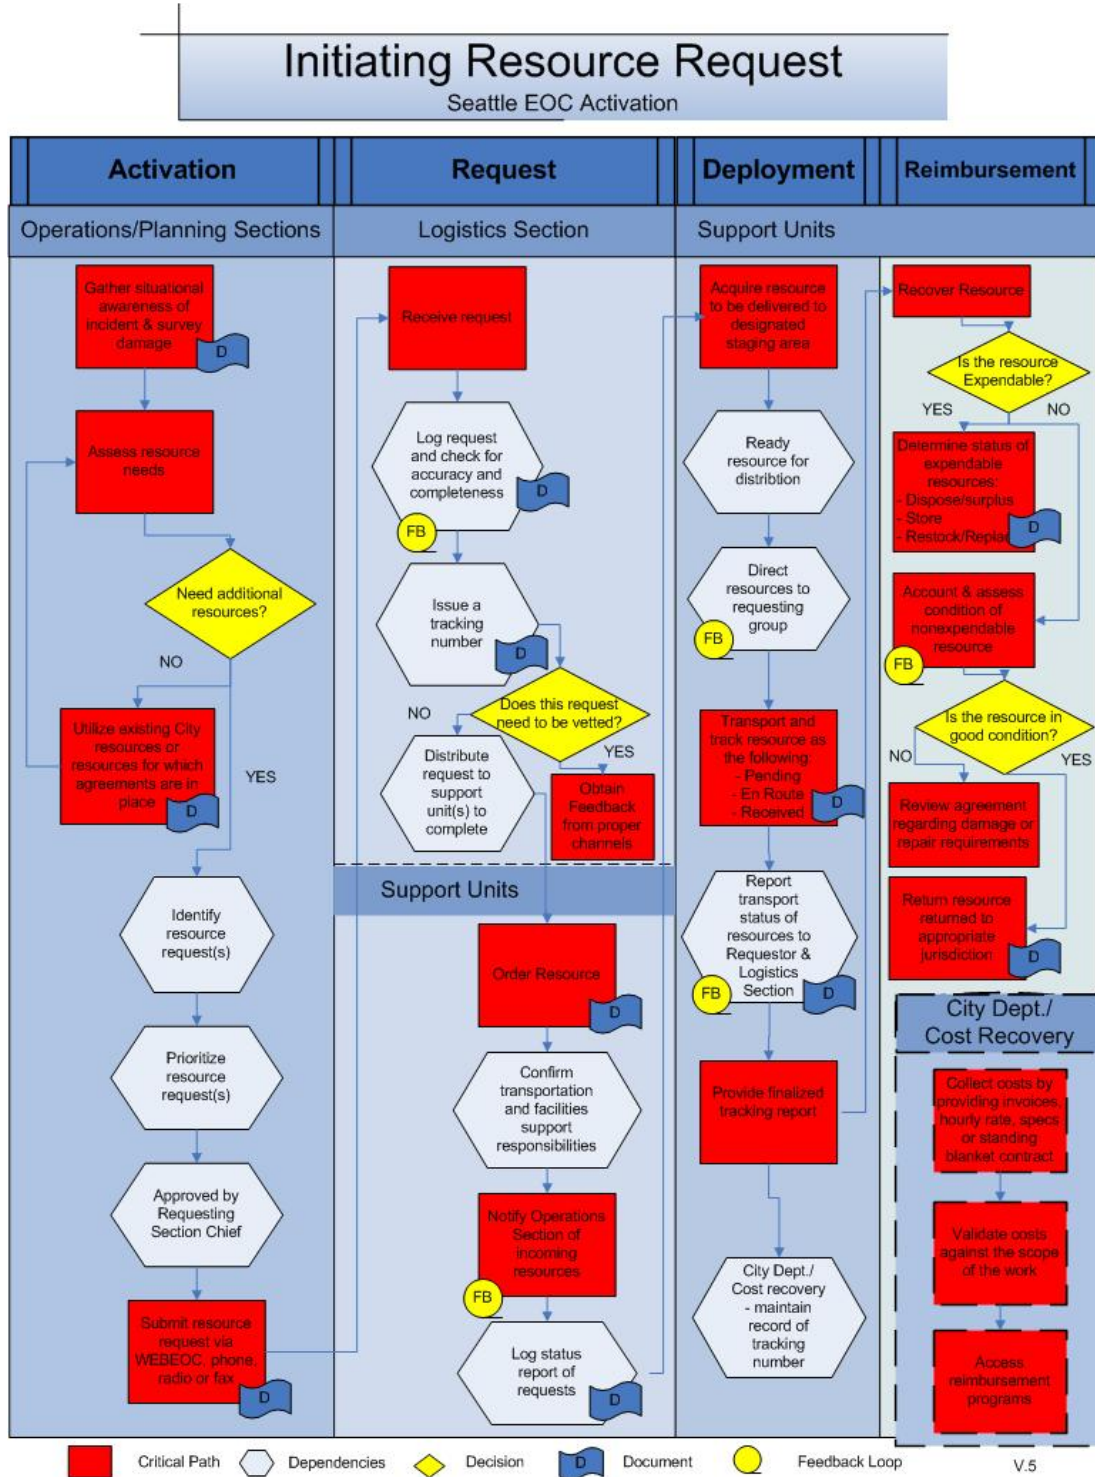 Initiating Resource Request
Seattle EOC Activation
Activation
Request
Deployment
Reimbursement
Operations/Planning Sections
Logistics Section
Support Units
Gather situational
awareness of
incident & survey
damage
D
Assess resource
needs
Need additional
resources?
NO
YES
Utilize existing City
resources or
resources for which
agreements are in
place
D
Identify
resource
request(s)
Prioritize
resource
request(s)
Approved by
Requesting
Section Chief
Submit resource
request via
WEBEOC, phone,
radio or fax
D
Receive request
Log request
and check for
accuracy and
completeness
D
FB
Issue a
tracking
number
D
Does this request
need to be vetted?
NO
YES
Distribute
request to
support
unit(s) to
complete
Obtain
Feedback
from proper
channels
Support Units
Order Resource
D
Confirm
transportation
and facilities
support
responsibilities
Notify Operations
Section of
incoming
resources
FB
Log status
report of
requests
D
Acquire resource
to be delivered to
designated
staging area
Ready
resource for
distribtion
Direct
resources to
requesting
group
FB
Transport and
track resource as
the following:
- Pending
- En Route
- Received
D
Report
transport
status of
resources to
Requestor &
Logistics
Section
FB
D
Provide finalized
tracking report
City Dept./
Cost recovery
- maintain
record of
tracking
number
Recover Resource
Is the resource
Expendable?
YES
NO
Determine status of
expendable
resources:
- Dispose/surplus
- Store
- Restock/Replac
D
Account & assess
condition of
nonexpendable
resource
FB
Is the resource in
good condition?
NO
YES
Review agreement
regarding damage or
repair requirements
Return resource
returned to
appropriate
jurisdiction
D
City Dept./
Cost Recovery
Collect costs by
providing invoices,
hourly rate, specs
or standing
blanket contract
Validate costs
against the scope
of the work
Access
reimbursement
programs
Critical Path
Dependencies
Decision
D
Document
Feedback Loop
V.5